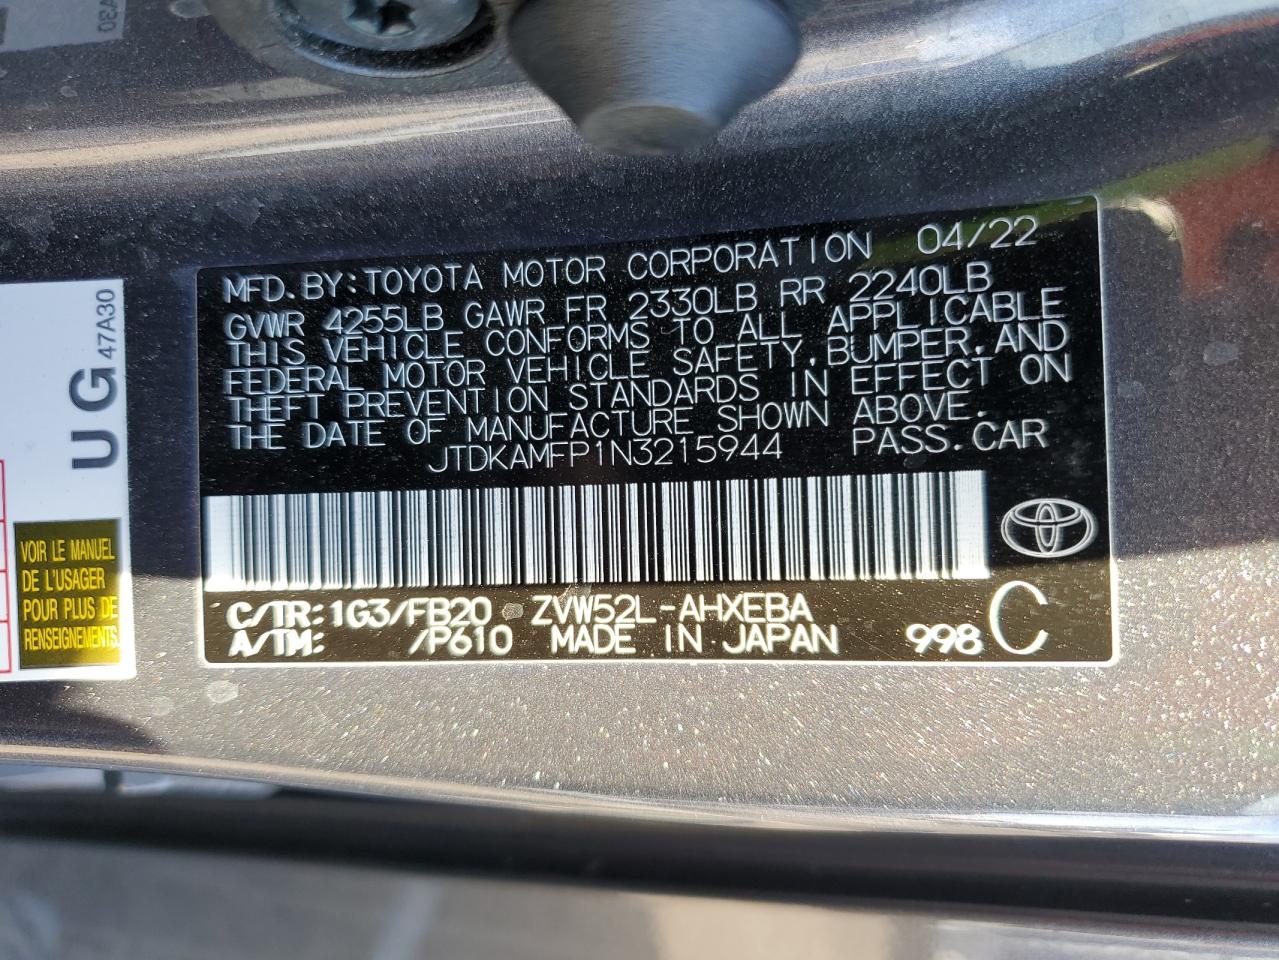 MFD.BY:TOYOTA MOTOR CORPORATION 04/22
GVWR 4255LB GAWR FR 2330LB RR 2240LB
THIS VEHICLE CONFORMS TO ALL APPLICABLE
FEDERAL MOTOR VEHICLE SAFETY,BUMPER,AND
THEFT PREVENTION STANDARDS IN EFFECT ON
THE DATE OF MANUFACTURE SHOWN ABOVE.
JTDKAMFP1N3215944 PASS.CAR
C/TR:1G3/FB20 ZVW52L-AHXEBA C
A/TM: /P610 MADE IN JAPAN 998
UG 47A30
VOIR LE MANUEL
DE L'USAGER
POUR PLUS DE
RENSEIGNEMENTS